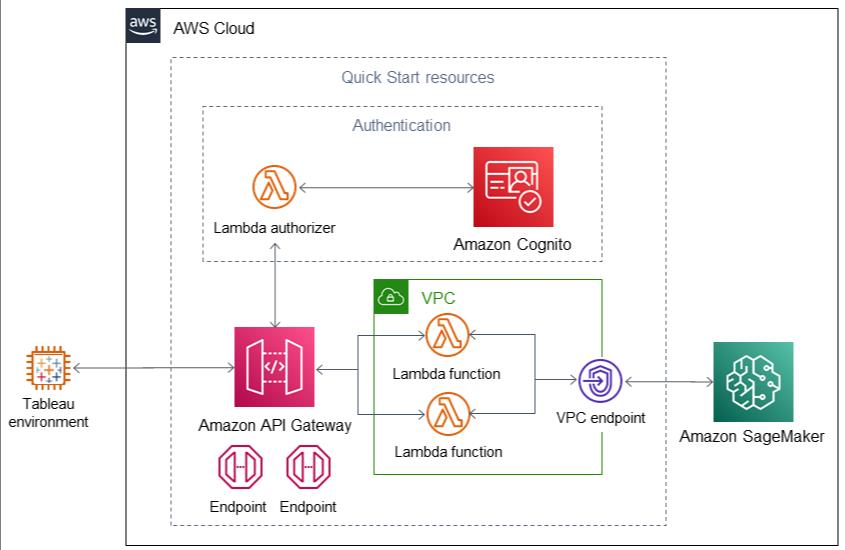 aws
AWS Cloud
Quick Start resources
Authentication
Lambda authorizer
Amazon Cognito
VPC
Lambda function
Lambda function
VPC endpoint
Tableau
environment
</>
Amazon API Gateway
Endpoint
Endpoint
Amazon SageMaker